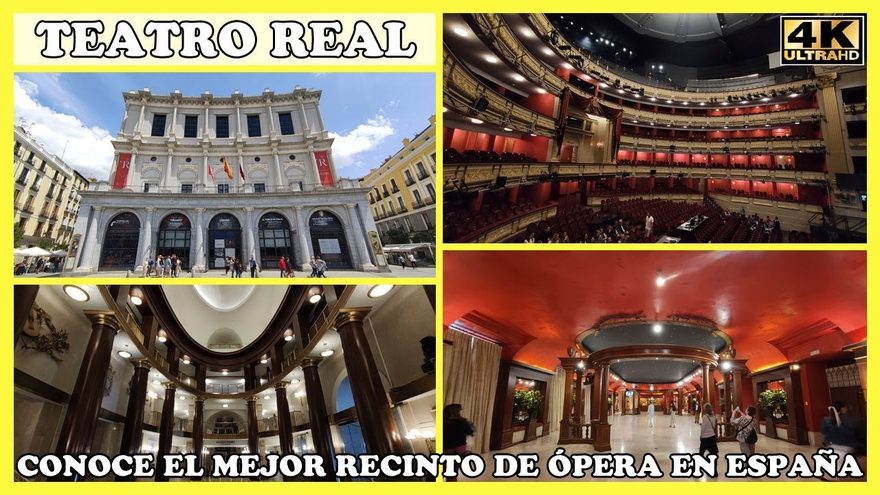 TEATRO REAL
4K
ULTRAHD
R
R
CONOCE EL MEJOR RECINTO DE ÓPERA EN ESPAÑA